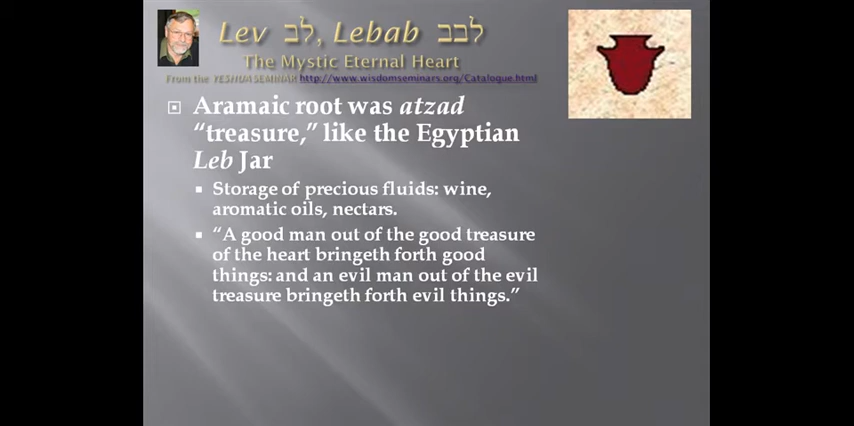 Lev לב, Lebab לבב
The Mystic Eternal Heart
From the YESHUA SEMINAR http://www.wisdomseminars.org/Catalogue.html
Aramaic root was atzad
“treasure,” like the Egyptian
Leb Jar
Storage of precious fluids: wine,
aromatic oils, nectars.
“A good man out of the good treasure
of the heart bringeth forth good
things: and an evil man out of the evil
treasure bringeth forth evil things.”